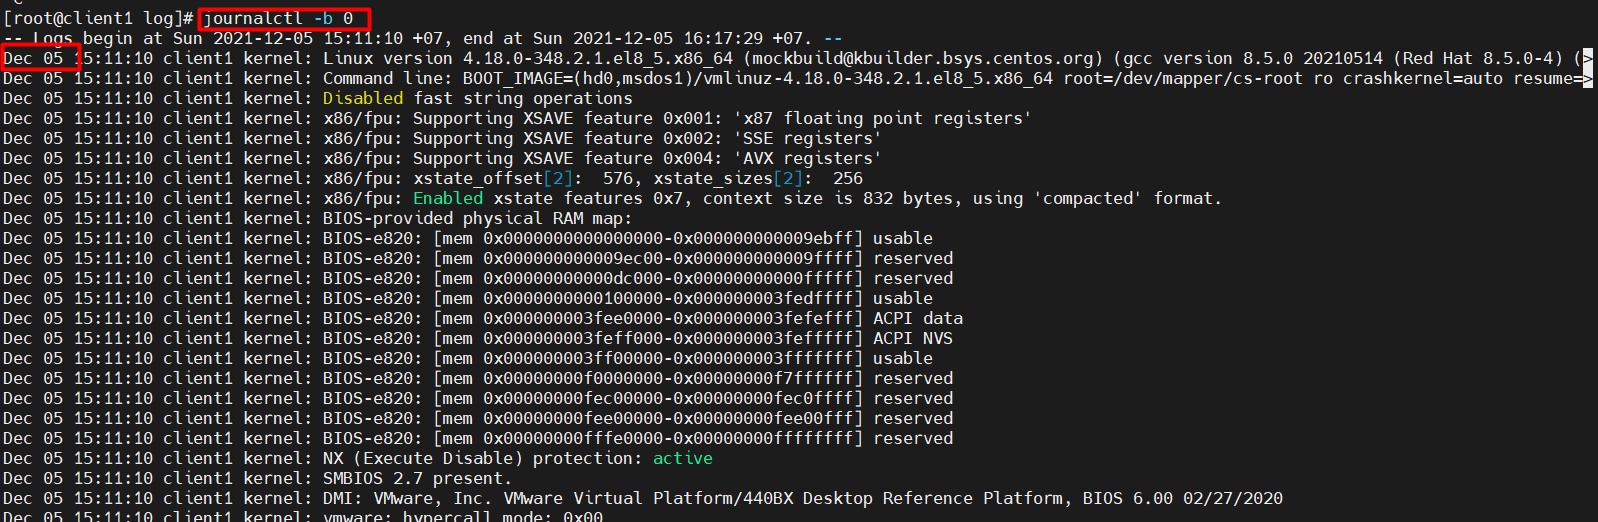 [root@client1 log]# journalctl -b 0
-- Logs begin at Sun 2021-12-05 15:11:10 +07, end at Sun 2021-12-05 16:17:29 +07. --
Dec 05 15:11:10 client1 kernel: Linux version 4.18.0-348.2.1.el8_5.x86_64 (mockbuild@kbuilder.bsys.centos.org) (gcc version 8.5.0 20210514 (Red Hat 8.5.0-4) (>
Dec 05 15:11:10 client1 kernel: Command line: BOOT_IMAGE=(hd0,msdos1)/vmlinuz-4.18.0-348.2.1.el8_5.x86_64 root=/dev/mapper/cs-root ro crashkernel=auto resume=>
Dec 05 15:11:10 client1 kernel: Disabled fast string operations
Dec 05 15:11:10 client1 kernel: x86/fpu: Supporting XSAVE feature 0x001: 'x87 floating point registers'
Dec 05 15:11:10 client1 kernel: x86/fpu: Supporting XSAVE feature 0x002: 'SSE registers'
Dec 05 15:11:10 client1 kernel: x86/fpu: Supporting XSAVE feature 0x004: 'AVX registers'
Dec 05 15:11:10 client1 kernel: x86/fpu: xstate_offset[2]:  576, xstate_sizes[2]:  256
Dec 05 15:11:10 client1 kernel: x86/fpu: Enabled xstate features 0x7, context size is 832 bytes, using 'compacted' format.
Dec 05 15:11:10 client1 kernel: BIOS-provided physical RAM map:
Dec 05 15:11:10 client1 kernel: BIOS-e820: [mem 0x0000000000000000-0x000000000009ebff] usable
Dec 05 15:11:10 client1 kernel: BIOS-e820: [mem 0x000000000009ec00-0x000000000009ffff] reserved
Dec 05 15:11:10 client1 kernel: BIOS-e820: [mem 0x00000000000dc000-0x00000000000fffff] reserved
Dec 05 15:11:10 client1 kernel: BIOS-e820: [mem 0x0000000000100000-0x000000003fedffff] usable
Dec 05 15:11:10 client1 kernel: BIOS-e820: [mem 0x000000003fee0000-0x000000003fefefff] ACPI data
Dec 05 15:11:10 client1 kernel: BIOS-e820: [mem 0x000000003feff000-0x000000003fefffff] ACPI NVS
Dec 05 15:11:10 client1 kernel: BIOS-e820: [mem 0x000000003ff00000-0x000000003fffffff] usable
Dec 05 15:11:10 client1 kernel: BIOS-e820: [mem 0x00000000f0000000-0x00000000f7ffffff] reserved
Dec 05 15:11:10 client1 kernel: BIOS-e820: [mem 0x00000000fec00000-0x00000000fec0ffff] reserved
Dec 05 15:11:10 client1 kernel: BIOS-e820: [mem 0x00000000fee00000-0x00000000fee00fff] reserved
Dec 05 15:11:10 client1 kernel: BIOS-e820: [mem 0x00000000fffe0000-0x00000000ffffffff] reserved
Dec 05 15:11:10 client1 kernel: NX (Execute Disable) protection: active
Dec 05 15:11:10 client1 kernel: SMBIOS 2.7 present.
Dec 05 15:11:10 client1 kernel: DMI: VMware, Inc. VMware Virtual Platform/440BX Desktop Reference Platform, BIOS 6.00 02/27/2020
Dec 05 15:11:10 client1 kernel: vmware: hypercall mode: 0x00